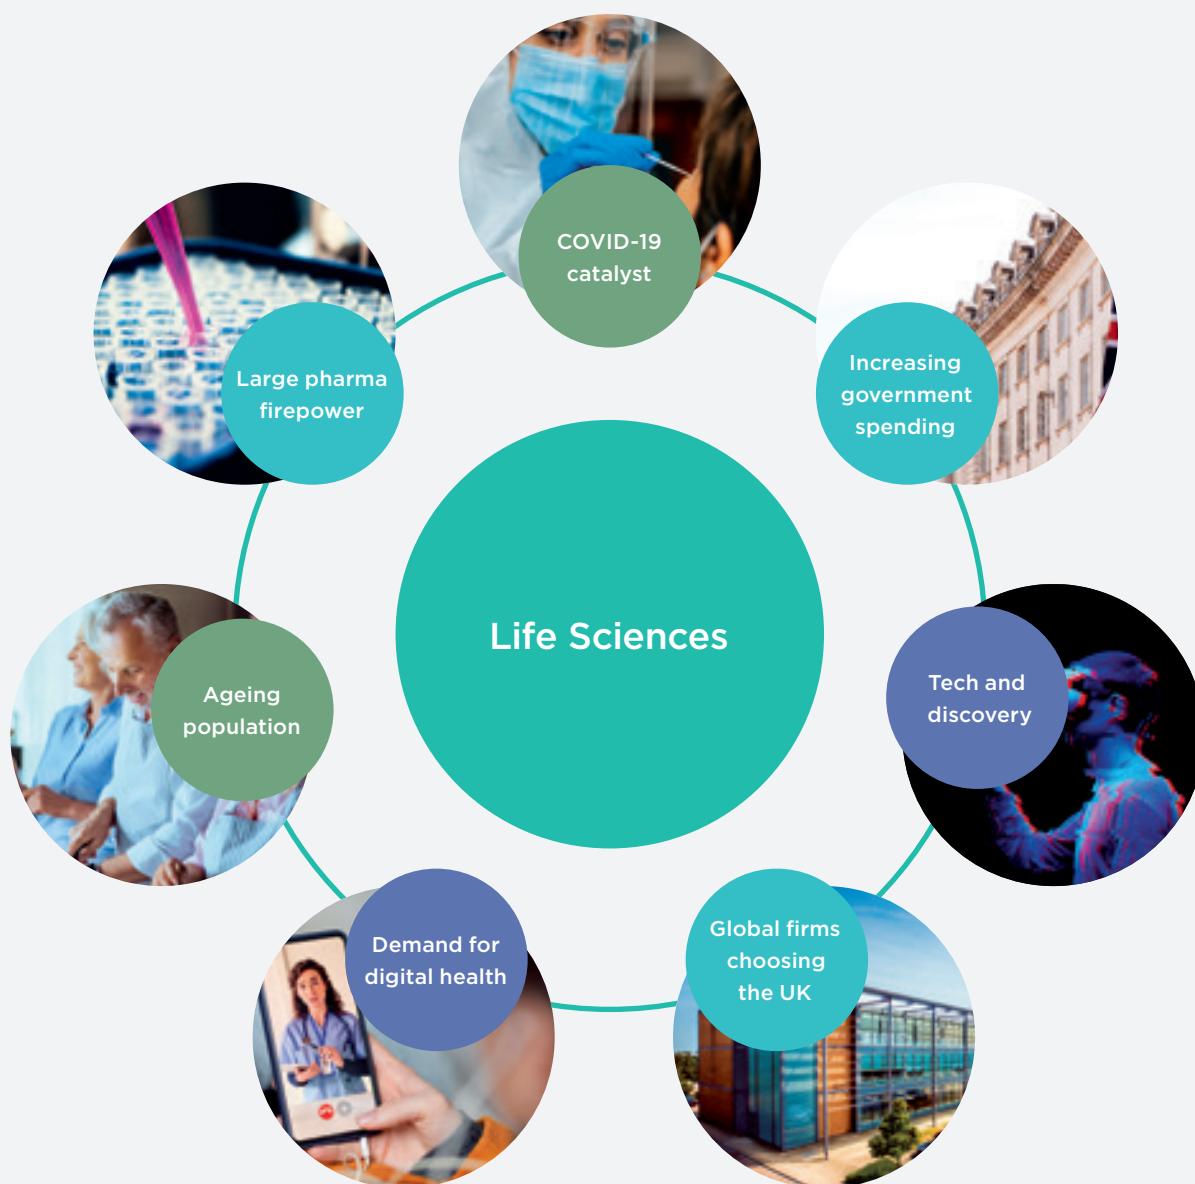 COVID-19
catalyst
Increasing
government
spending
Tech and
discovery
Global firms
choosing
the UK
Demand for
digital health
Ageing
population
Large pharma
firepower
Life Sciences